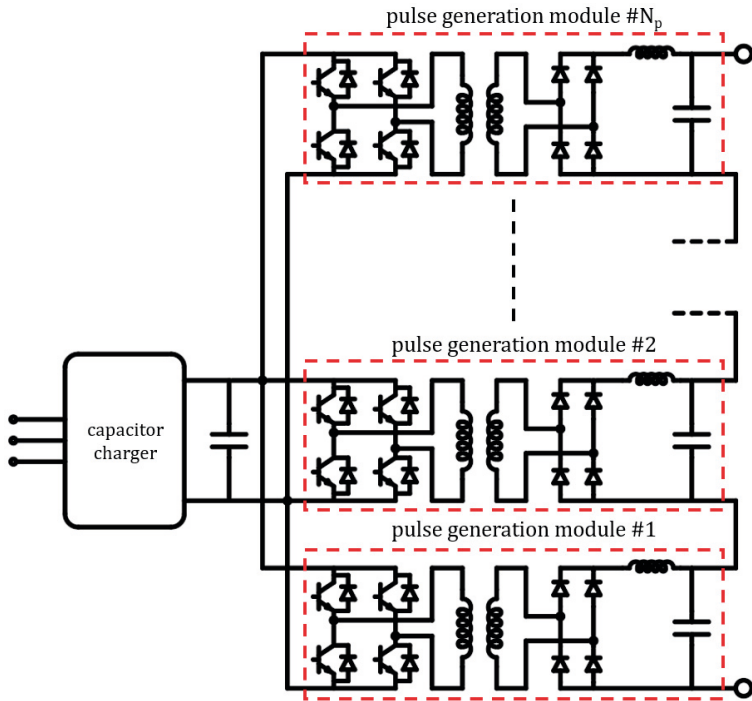 pulse generation module #Nₚ
pulse generation module #2
capacitor
charger
pulse generation module #1